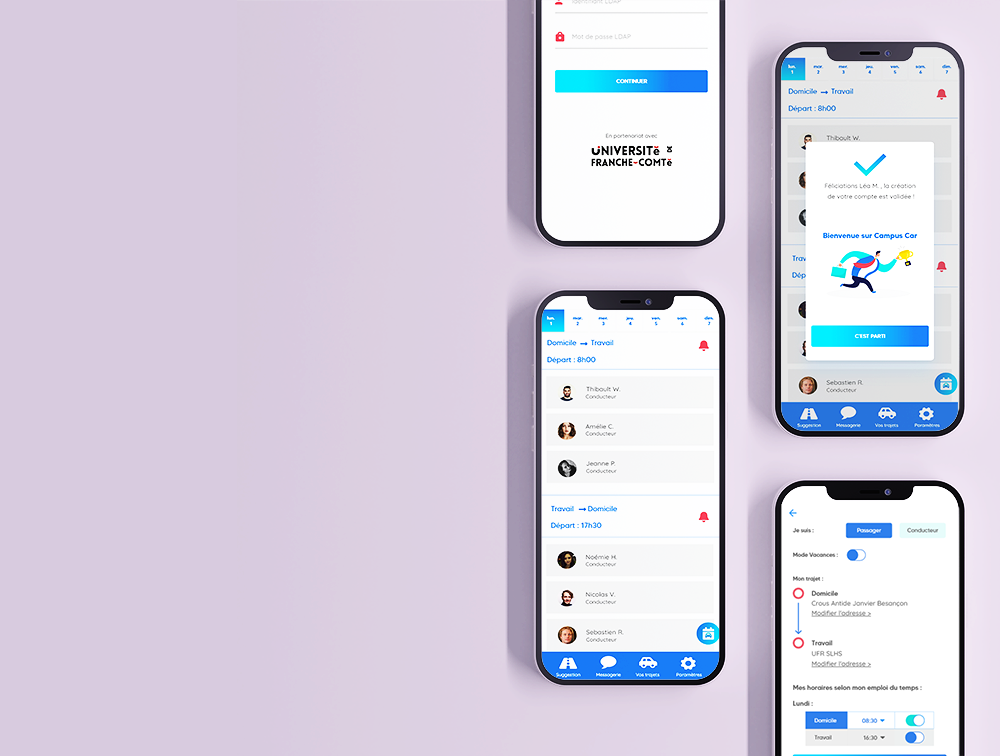 Identifiant LDAP
Mot de passe LDAP
CONTINUER
En partenariat avec
UNIVERSITĒ
FRANCHE-COMTĒ
lun. mar. mer. jeu. ven. sam. dim.
1 2 3 4 5 6 7
Domicile → Travail
Départ : 8h00
Thibault W.
Conducteur
Amélie C.
Conducteur
Jeanne P.
Conducteur
Travail → Domicile
Départ : 17h30
Noémie H.
Conducteur
Nicolas V.
Conducteur
Sebastien R.
Conducteur
Suggestion Messagerie Vos trajets Paramètres
lun. mar. mer. jeu. ven. sam. dim.
1 2 3 4 5 6 7
Domicile → Travail
Départ : 8h00
Thibault W.
Félicitations Léa M., la création
de votre compte est validée !
Bienvenue sur Campus Car
Trav
Dép
C'EST PARTI
Sebastien R.
Conducteur
Suggestion Messagerie Vos trajets Paramètres
Je suis : Passager Conducteur
Mode Vacances :
Mon trajet :
Domicile
Crous Antide Janvier Besançon
Modifier l'adresse >
Travail
UFR SLHS
Modifier l'adresse >
Mes horaires selon mon emploi du temps :
Lundi :
Domicile 08:30
Travail 16:30